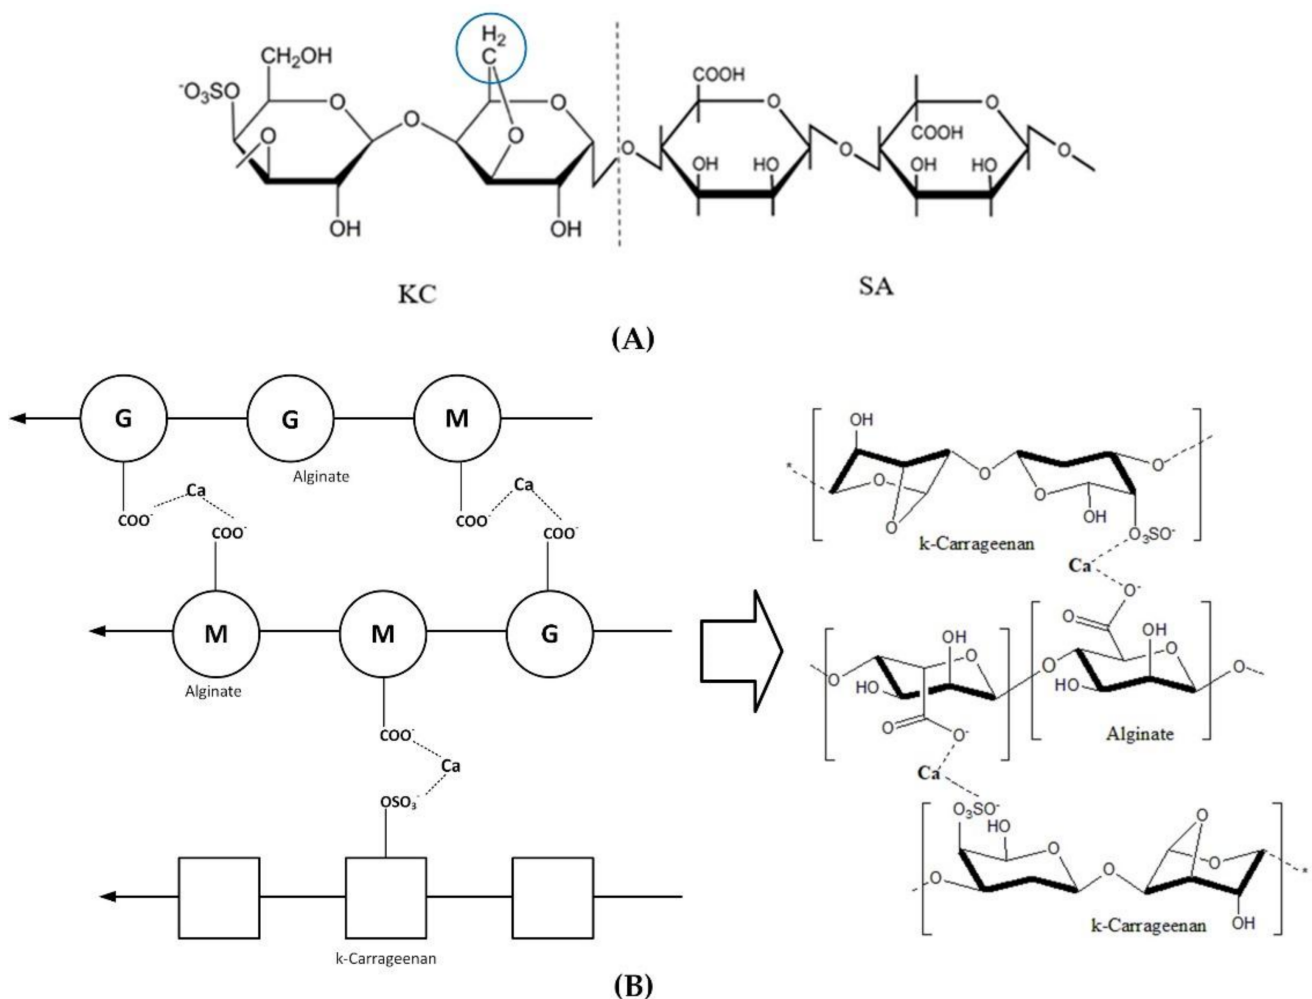 H2
C
CH2OH
-O3SO
O
O
O
O
O
OH
OH
O
COOH
O
OH
HO
O
O
COOH
OH
HO
O
KC
SA
(A)
G
G
M
Alginate
Ca
Ca
COO-
COO-
COO-
COO-
M
M
G
Alginate
COO-
Ca
OSO3-
k-Carrageenan
OH
*
O
O
O
O
O
OH
O3SO-
k-Carrageenan
Ca
O-
O
OH
OH
O
O
O
O
O
HO
HO
O
O-
Alginate
Ca
O3SO-
HO
O
O
O
O
O
*
OH
k-Carrageenan
(B)